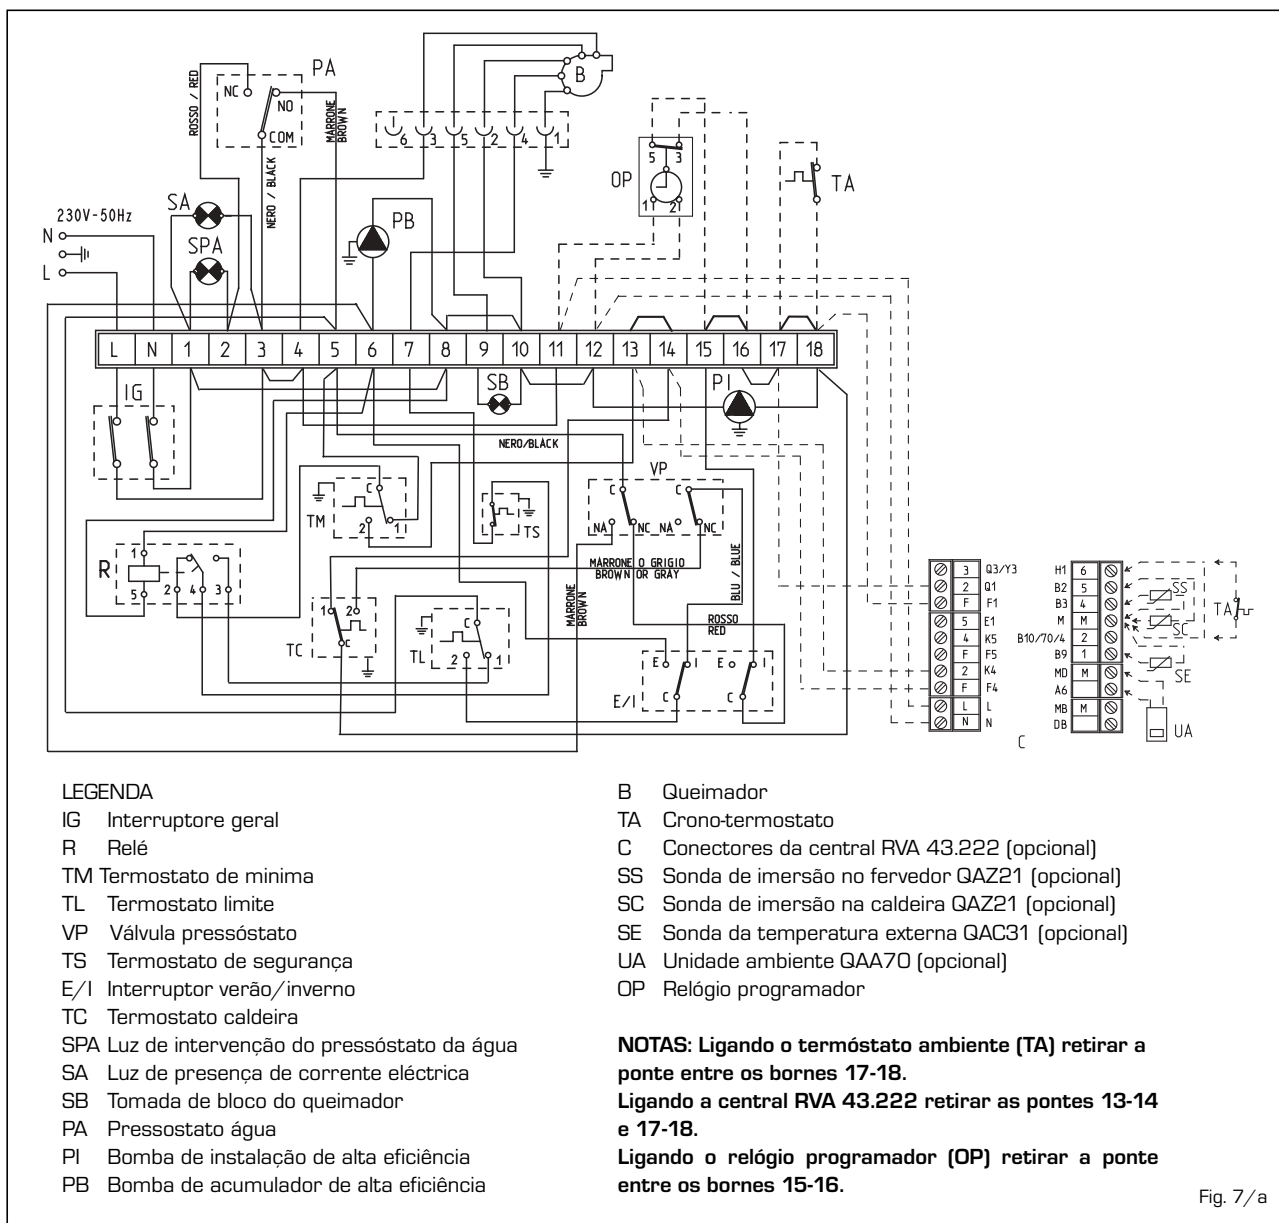 PA
NC
NO
COM
ROSSO / RED
MARRONE
BROWN
NERO / BLACK
B
6 3 5 2 4 1
SA
SPA
230V-50Hz
N
L
PB
OP
5 3
1 2
TA
L N 1 2 3 4 5 6 7 8 9 10 11 12 13 14 15 16 17 18
IG
SB
PI
NERO/BLACK
VP
C C
NA NC NA NC
TM
C
2 1
TS
MARRONE O GRIGIO
BROWN OR GRAY
BLU / BLUE
R
1
5 2 4 3
TC
1 2
C
TL
C
2 1
MARRONE
BROWN
ROSSO
RED
E I E I
C C
E/I
3 Q3/Y3
2 Q1
F F1
5 E1
4 K5
F F5
2 K4
F F4
L L
N N
H1 6
B2 5
B3 4
M M
B10/70/4 2
B9 1
MD M
A6
MB M
DB
SS
SC
SE
TA
UA
C
LEGENDA
IG Interruptore geral
R Relé
TM Termostato de minima
TL Termostato limite
VP Válvula pressóstato
TS Termostato de segurança
E/I Interruptor verão/inverno
TC Termostato caldeira
SPA Luz de intervenção do pressóstato da água
SA Luz de presença de corrente eléctrica
SB Tomada de bloco do queimador
PA Pressostato água
PI Bomba de instalação de alta eficiência
PB Bomba de acumulador de alta eficiência
B Queimador
TA Crono-termostato
C Conectores da central RVA 43.222 (opcional)
SS Sonda de imersão no fervedor QAZ21 (opcional)
SC Sonda de imersão na caldeira QAZ21 (opcional)
SE Sonda da temperatura externa QAC31 (opcional)
UA Unidade ambiente QAA70 (opcional)
OP Relógio programador
NOTAS: Ligando o termóstato ambiente (TA) retirar a
ponte entre os bornes 17-18.
Ligando a central RVA 43.222 retirar as pontes 13-14
e 17-18.
Ligando o relógio programador (OP) retirar a ponte
entre os bornes 15-16.
Fig. 7/a